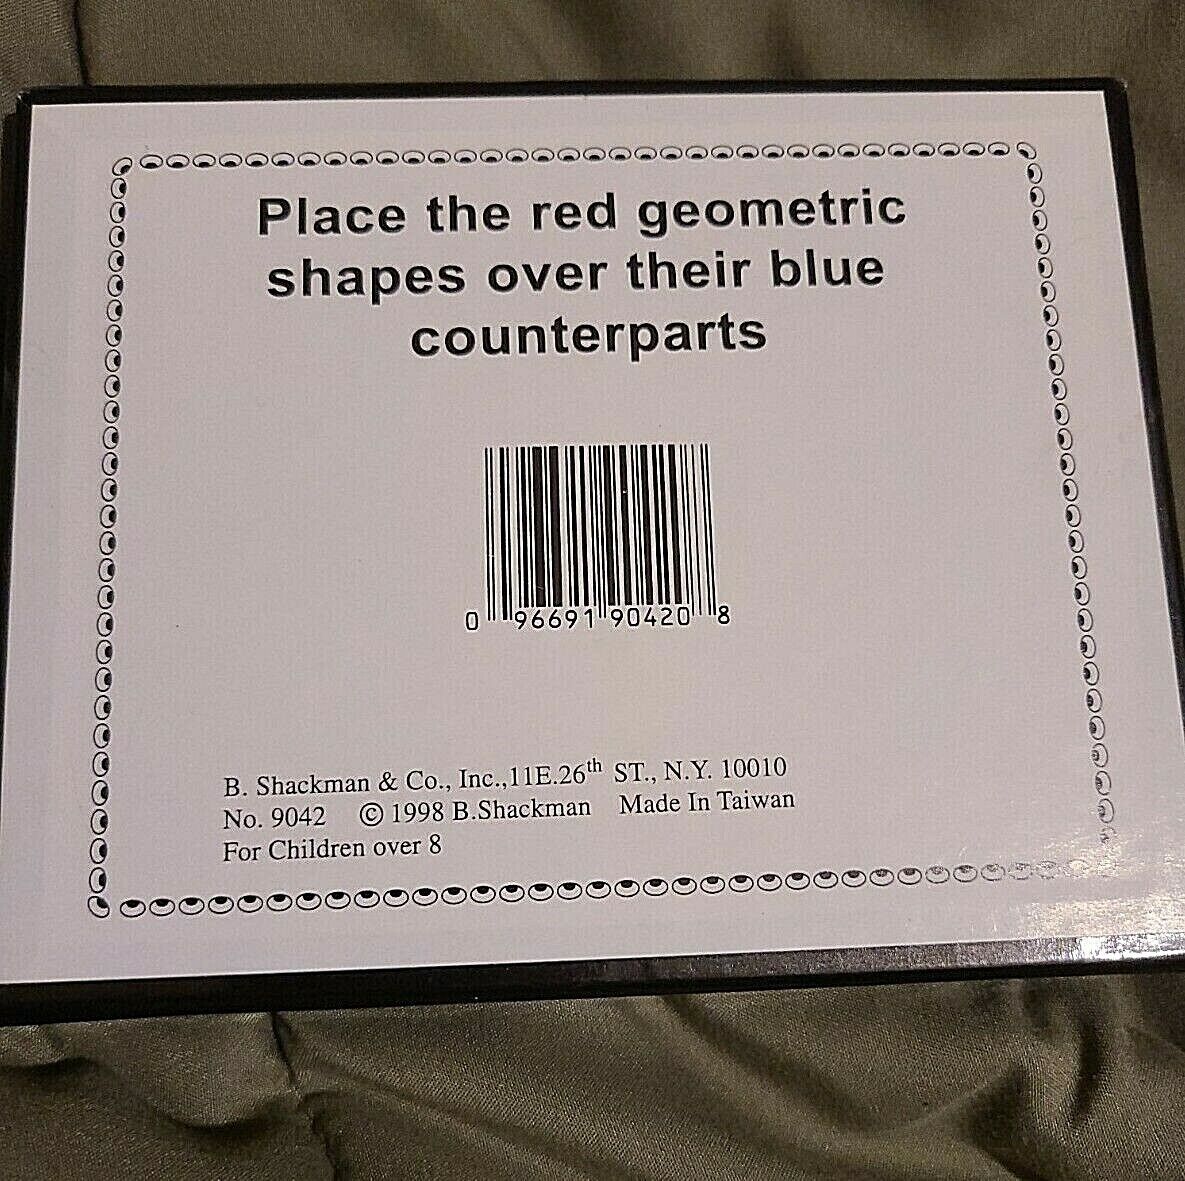 Place the red geometric
shapes over their blue
counterparts
0 96691 90420 8
B. Shackman & Co., Inc.,11E.26th ST., N.Y. 10010
No. 9042 © 1998 B.Shackman Made In Taiwan
For Children over 8